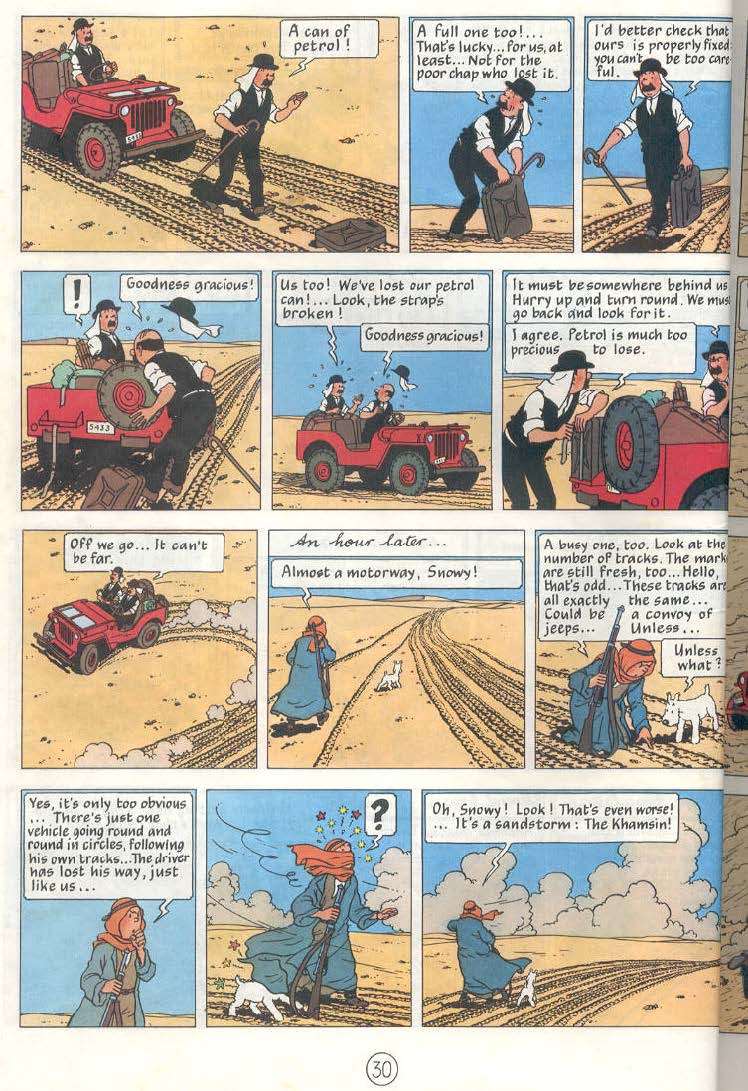 A can of
petrol !
A full one too!...
That's lucky... for us, at
least... Not for the
poor chap who lost it.
I'd better check that
ours is properly fixed:
you can't be too care
ful.
5433
!
Goodness gracious!
5433
Us too! We've lost our petrol
can!... Look, the strap's
broken !
Goodness gracious!
It must be somewhere behind us
Hurry up and turn round. We must
go back and look for it.
I agree. Petrol is much too
precious to lose.
Off we go... It can't
be far.
An hour later...
Almost a motorway, Snowy!
A busy one, too. Look at the
number of tracks. The mark
are still fresh, too... Hello,
that's odd... These tracks are
all exactly the same...
Could be a convoy of
jeeps... Unless...
Unless
what?
Yes, it's only too obvious
... There's just one
vehicle going round and
round in circles, following
his own tracks... The driver
has lost his way, just
like us...
?
Oh, Snowy! Look! That's even worse!
... It's a sandstorm: The Khamsin!
30